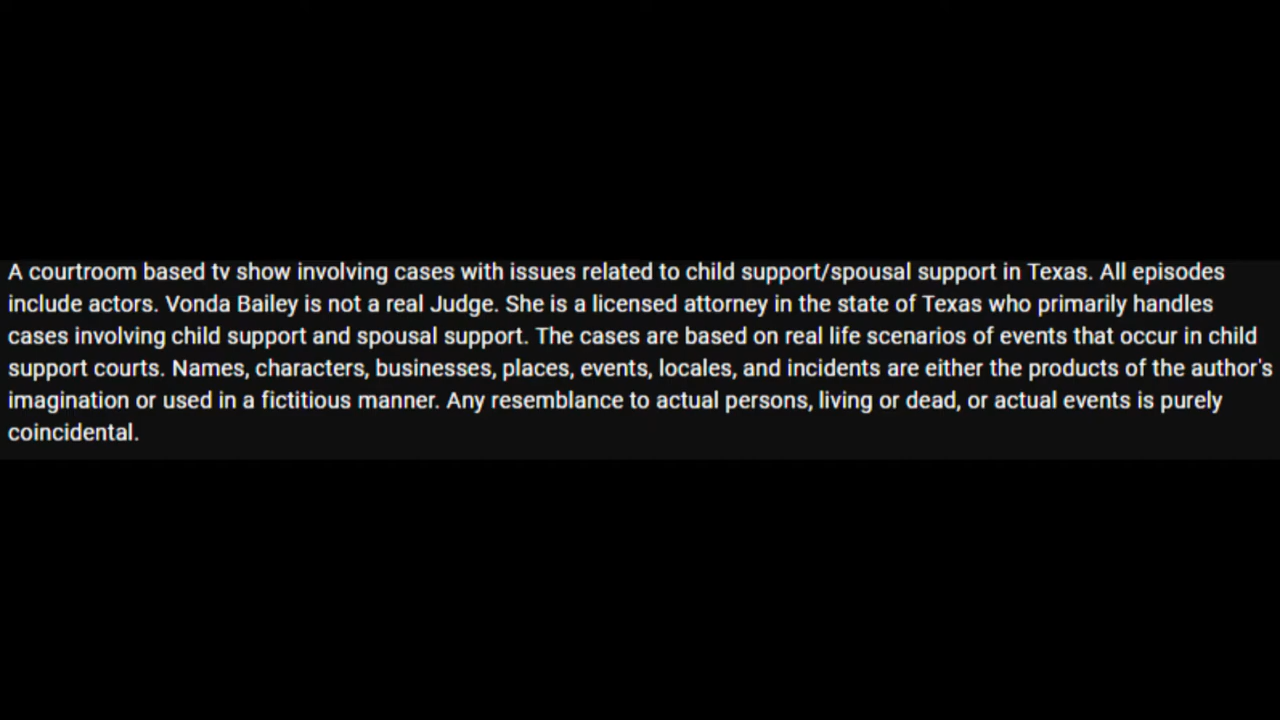 A courtroom based tv show involving cases with issues related to child support/spousal support in Texas. All episodes
include actors. Vonda Bailey is not a real Judge. She is a licensed attorney in the state of Texas who primarily handles
cases involving child support and spousal support. The cases are based on real life scenarios of events that occur in child
support courts. Names, characters, businesses, places, events, locales, and incidents are either the products of the author's
imagination or used in a fictitious manner. Any resemblance to actual persons, living or dead, or actual events is purely
coincidental.